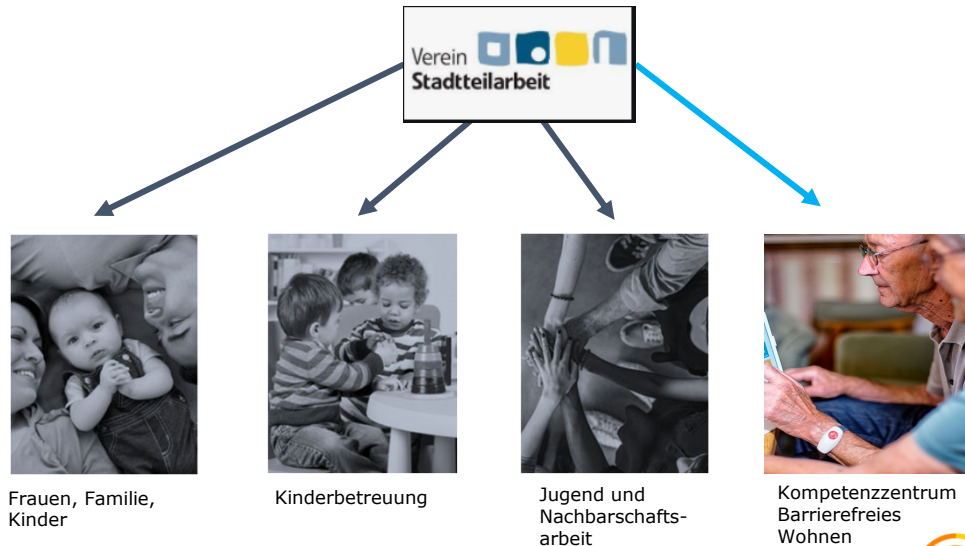 Verein
Stadtteilarbeit
Frauen, Familie,
Kinder
Kinderbetreuung
Jugend und
Nachbarschafts-
arbeit
Kompetenzzentrum
Barrierefreies
Wohnen